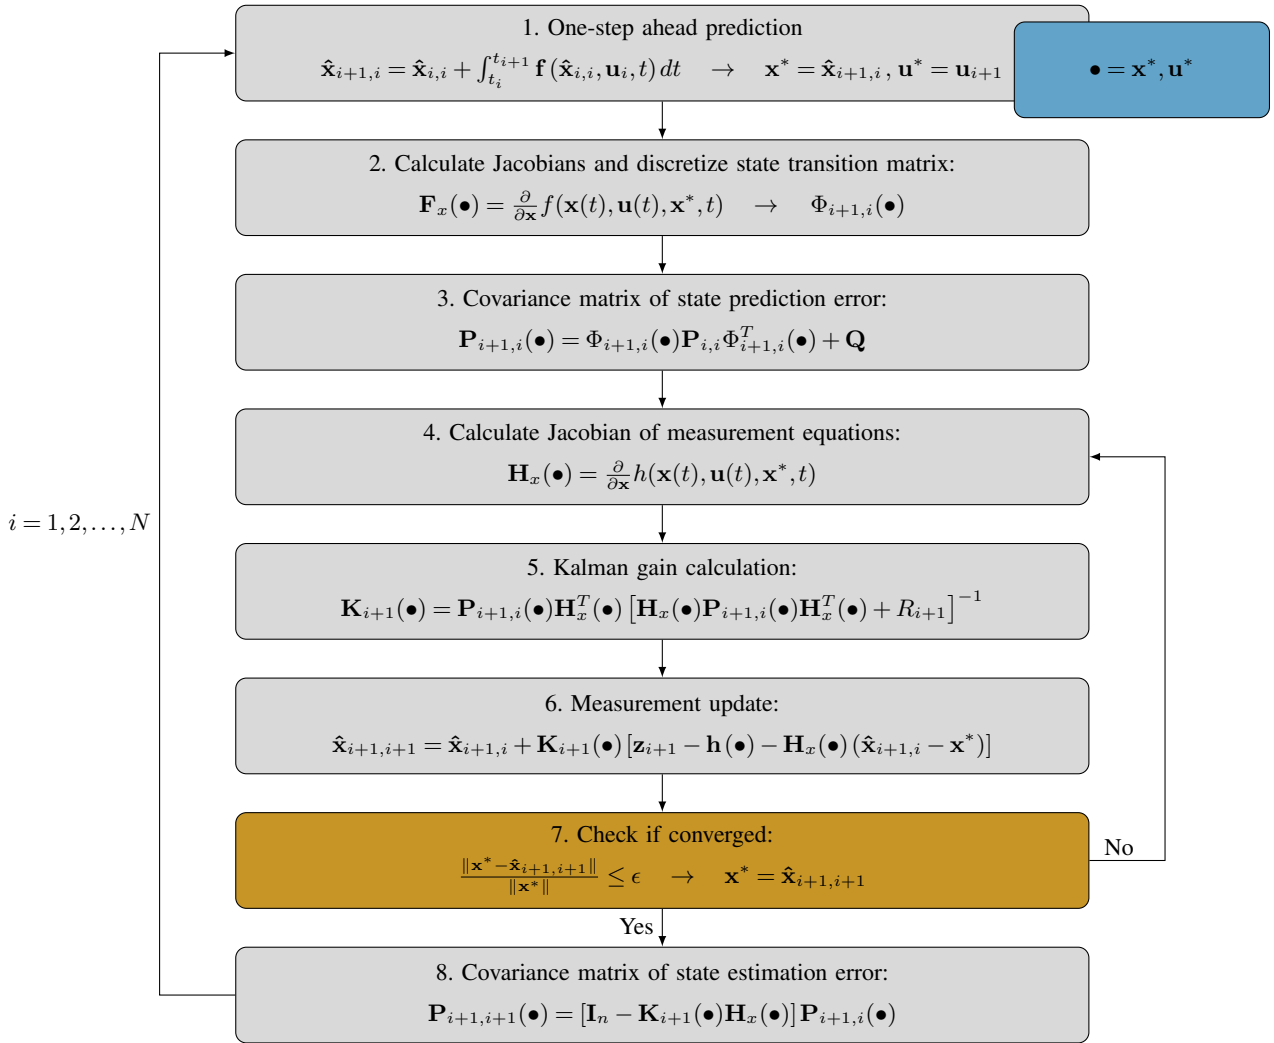 1. One-step ahead prediction
x̂_{i+1,i} = x̂_{i,i} + ∫_{t_i}^{t_{i+1}} f (x̂_{i,i}, u_i, t) dt → x* = x̂_{i+1,i}, u* = u_{i+1}
• = x*, u*
2. Calculate Jacobians and discretize state transition matrix:
F_x(•) = ∂/∂x f(x(t), u(t), x*, t) → Φ_{i+1,i}(•)
3. Covariance matrix of state prediction error:
P_{i+1,i}(•) = Φ_{i+1,i}(•)P_{i,i}Φ^T_{i+1,i}(•) + Q
4. Calculate Jacobian of measurement equations:
H_x(•) = ∂/∂x h(x(t), u(t), x*, t)
i = 1, 2, ..., N
5. Kalman gain calculation:
K_{i+1}(•) = P_{i+1,i}(•)H_x^T(•) [H_x(•)P_{i+1,i}(•)H_x^T(•) + R_{i+1}]^{-1}
6. Measurement update:
x̂_{i+1,i+1} = x̂_{i+1,i} + K_{i+1}(•) [z_{i+1} − h(•) − H_x(•) (x̂_{i+1,i} − x*)]
7. Check if converged:
‖x* − x̂_{i+1,i+1}‖ / ‖x*‖ ≤ ϵ → x* = x̂_{i+1,i+1}
No
Yes
8. Covariance matrix of state estimation error:
P_{i+1,i+1}(•) = [I_n − K_{i+1}(•)H_x(•)] P_{i+1,i}(•)